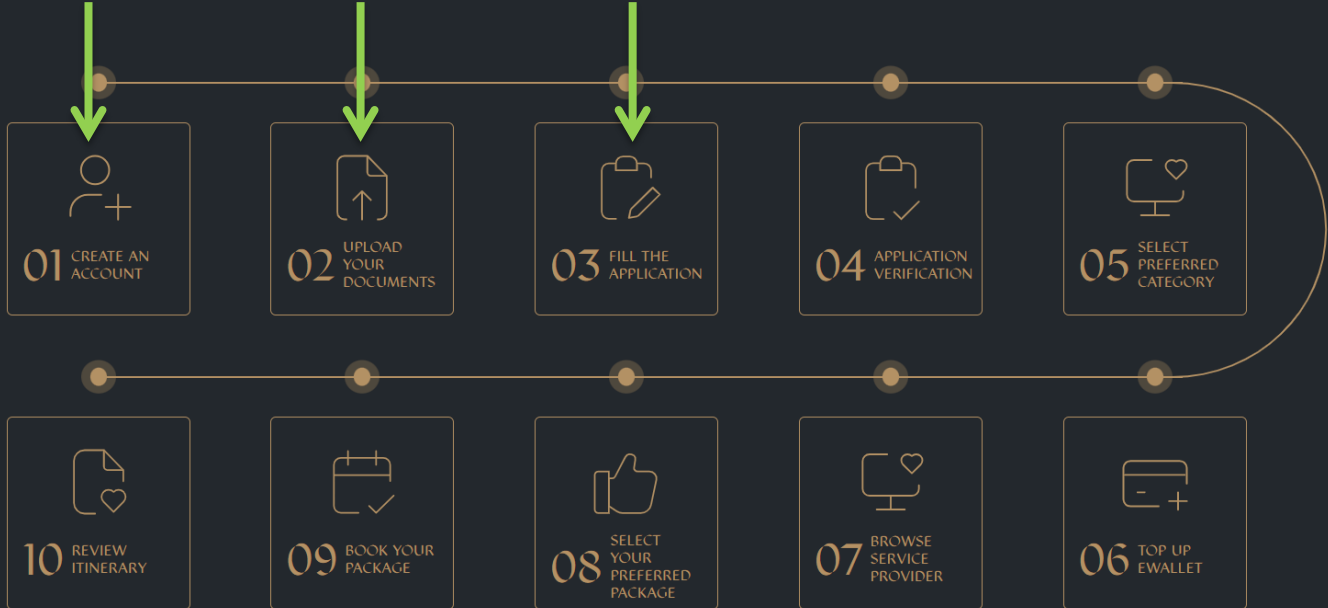 01 CREATE AN
ACCOUNT
02 UPLOAD
YOUR
DOCUMENTS
03 FILL THE
APPLICATION
04 APPLICATION
VERIFICATION
05 SELECT
PREFERRED
CATEGORY
10 REVIEW
ITINERARY
09 BOOK YOUR
PACKAGE
08 SELECT
YOUR
PREFERRED
PACKAGE
07 BROWSE
SERVICE
PROVIDER
06 TOP UP
EWALLET